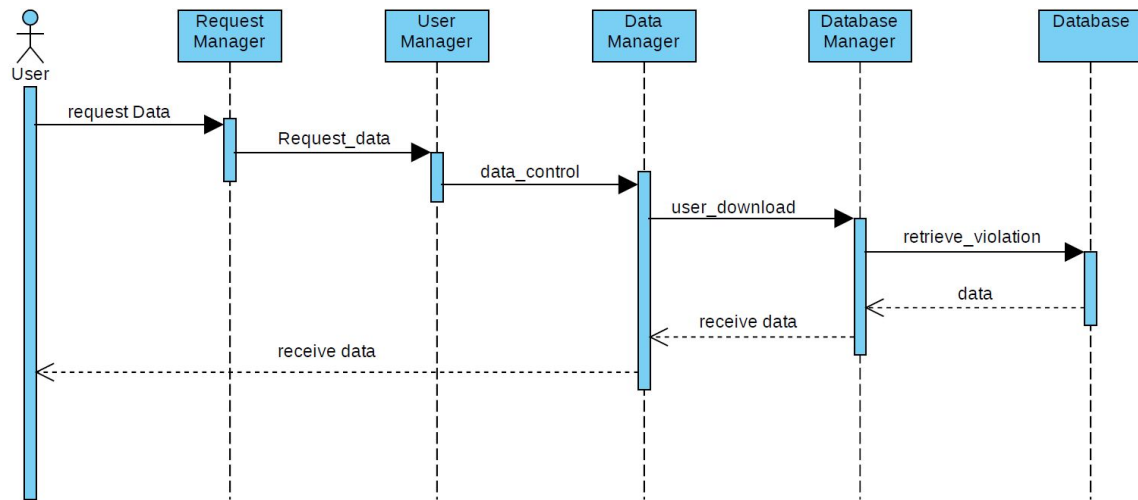 Request
Manager
User
Manager
Data
Manager
Database
Manager
Database
User
request Data
Request_data
data_control
user_download
retrieve_violation
data
receive data
receive data